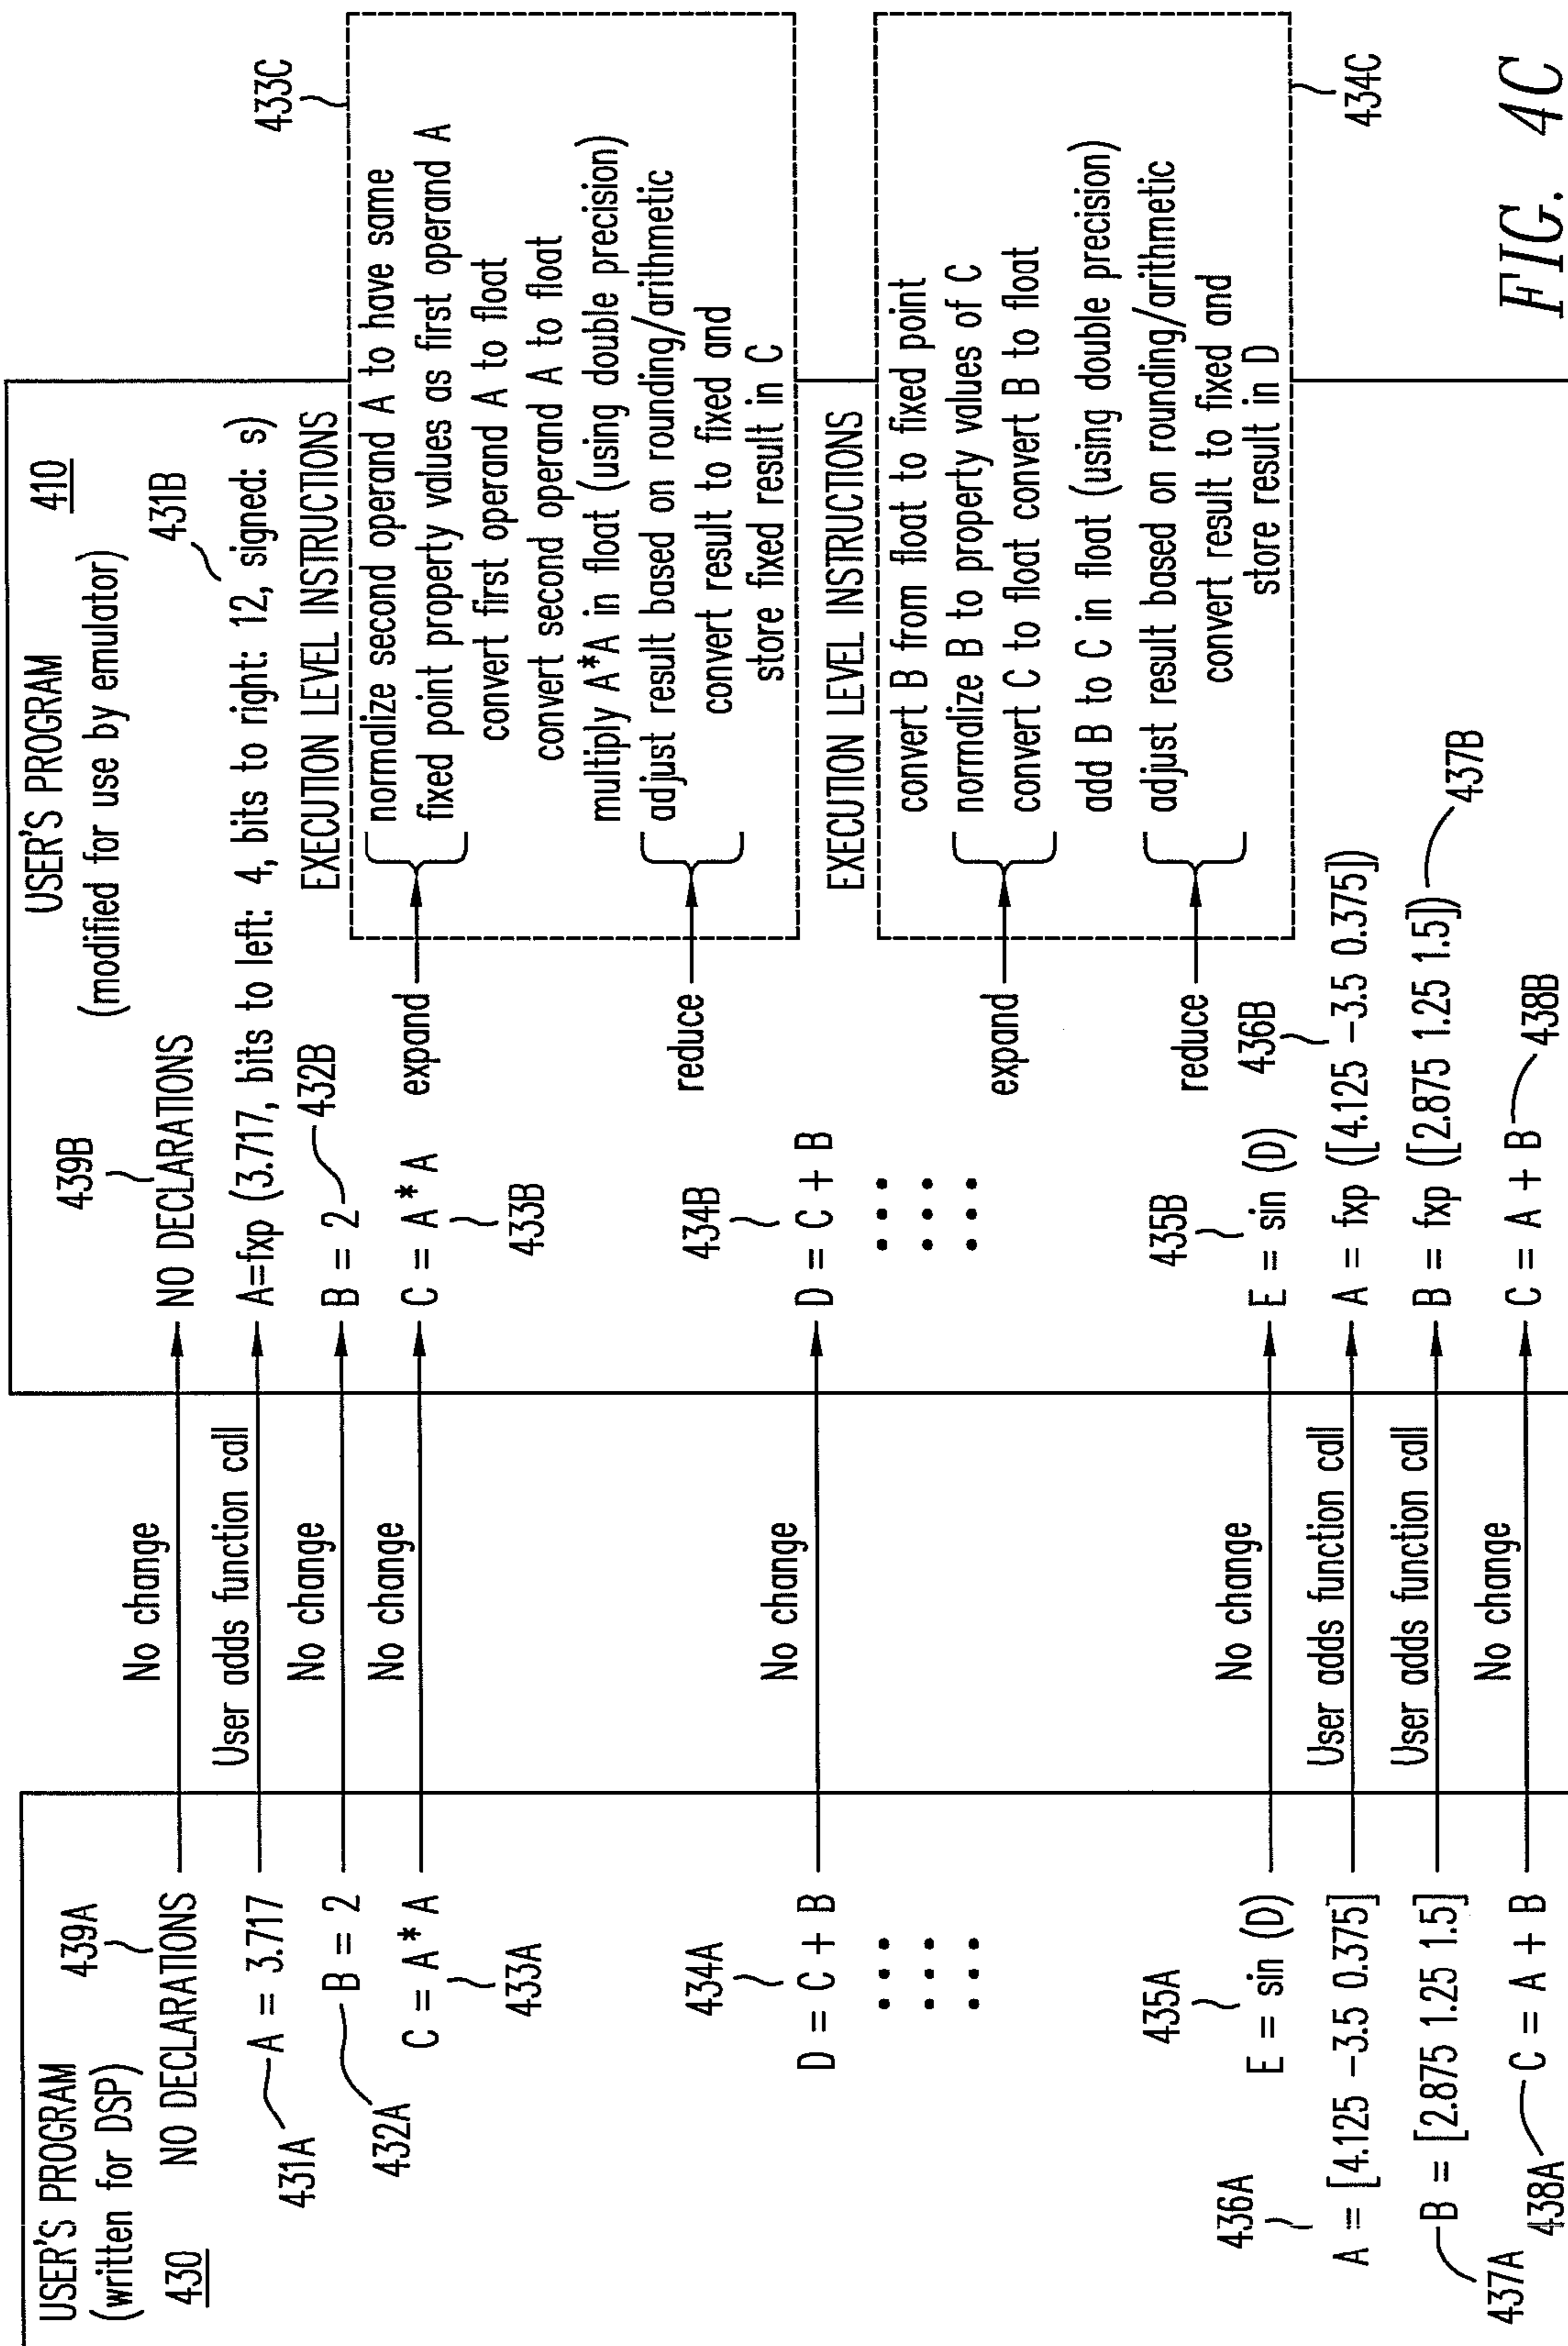 USER'S PROGRAM
(written for DSP)
430
439A
NO DECLARATIONS
431A
A = 3.717
432A
B = 2
C = A* A
433A
434A
D = C + B
435A
E = sin (D)
436A
A = [4.125 −3.5 0.375]
B = [2.875 1.25 1.5]
437A
C = A + B
438A
No change
User adds function call
No change
No change
No change
No change
User adds function call
User adds function call
No change
USER'S PROGRAM
(modified for use by emulator)
410
439B
NO DECLARATIONS
431B
A=fxp (3.717, bits to left: 4, bits to right: 12, signed: s)
B = 2
432B
C = A* A
433B
EXECUTION LEVEL INSTRUCTIONS
433C
expand
normalize second operand A to have same
fixed point property values as first operand A
convert first operand A to float
convert second operand A to float
multiply A*A in float (using double precision)
reduce
adjust result based on rounding/arithmetic
convert result to fixed and
store fixed result in C
434B
D = C + B
EXECUTION LEVEL INSTRUCTIONS
convert B from float to fixed point
expand
normalize B to property values of C
convert C to float convert B to float
add B to C in float (using double precision)
reduce
adjust result based on rounding/arithmetic
convert result to fixed and
store result in D
434C
435B
E = sin (D)
436B
A = fxp ([4.125 −3.5 0.375])
B = fxp ([2.875 1.25 1.5])
437B
C = A + B
438B
FIG. 4C